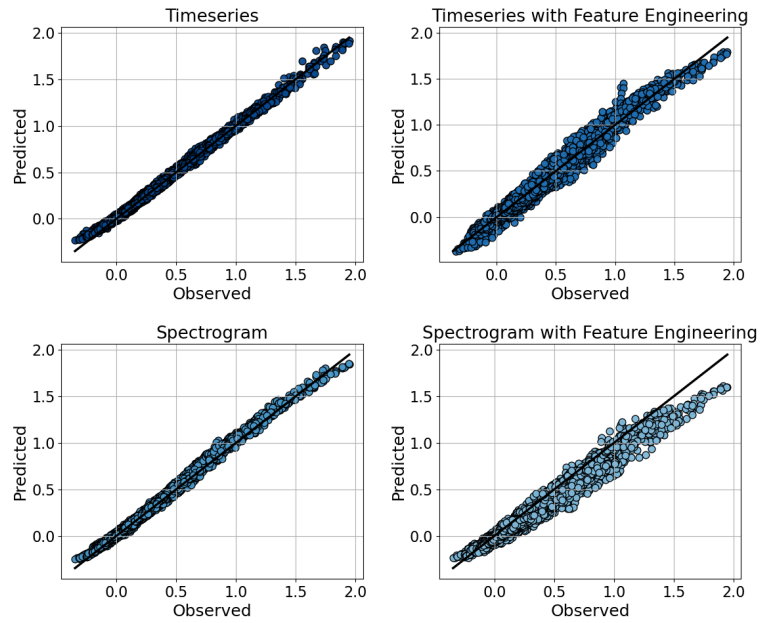 Timeseries
2.0
1.5
1.0
0.5
0.0
Predicted
0.0 0.5 1.0 1.5 2.0
Observed
Timeseries with Feature Engineering
2.0
1.5
1.0
0.5
0.0
Predicted
0.0 0.5 1.0 1.5 2.0
Observed
Spectrogram
2.0
1.5
1.0
0.5
0.0
Predicted
0.0 0.5 1.0 1.5 2.0
Observed
Spectrogram with Feature Engineering
2.0
1.5
1.0
0.5
0.0
Predicted
0.0 0.5 1.0 1.5 2.0
Observed